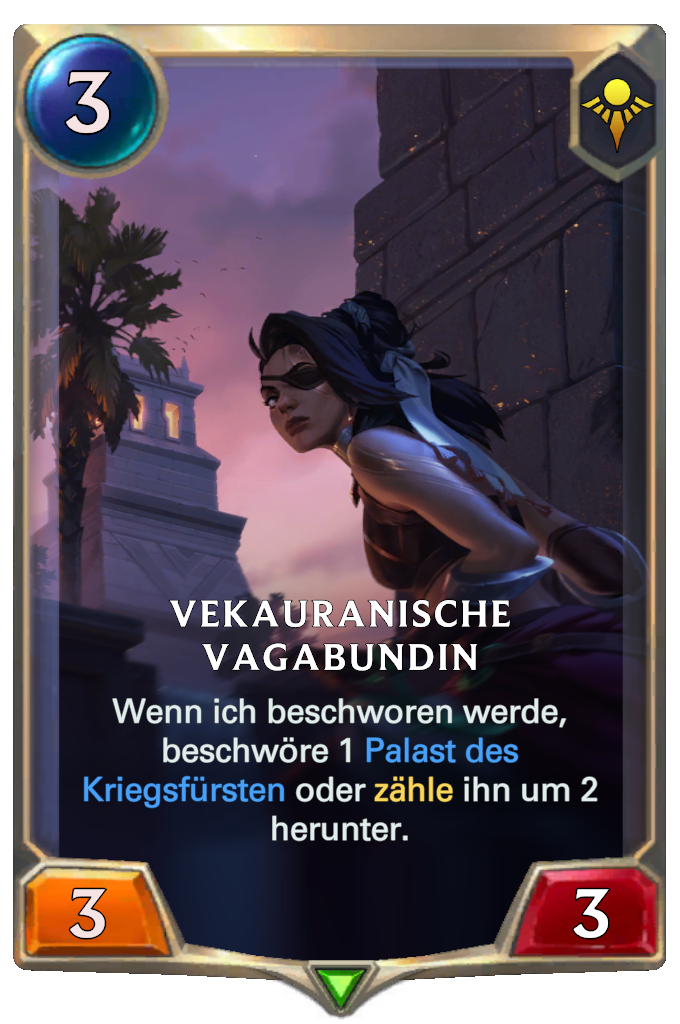 3
VEKAURANISCHE
VAGABUNDIN
Wenn ich beschworen werde,
beschwöre 1 Palast des
Kriegsfürsten oder zähle ihn um 2
herunter.
3 3